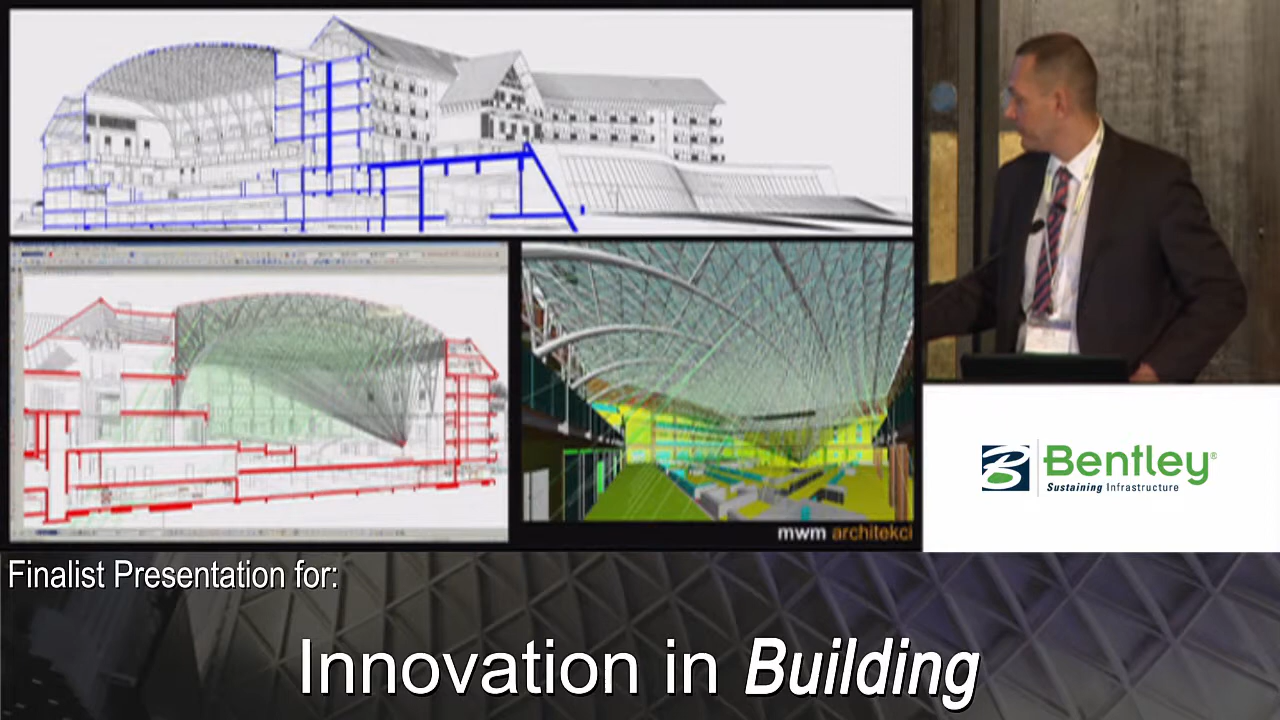 mwm architekci
Bentley®
Sustaining Infrastructure
Finalist Presentation for:
Innovation in Building